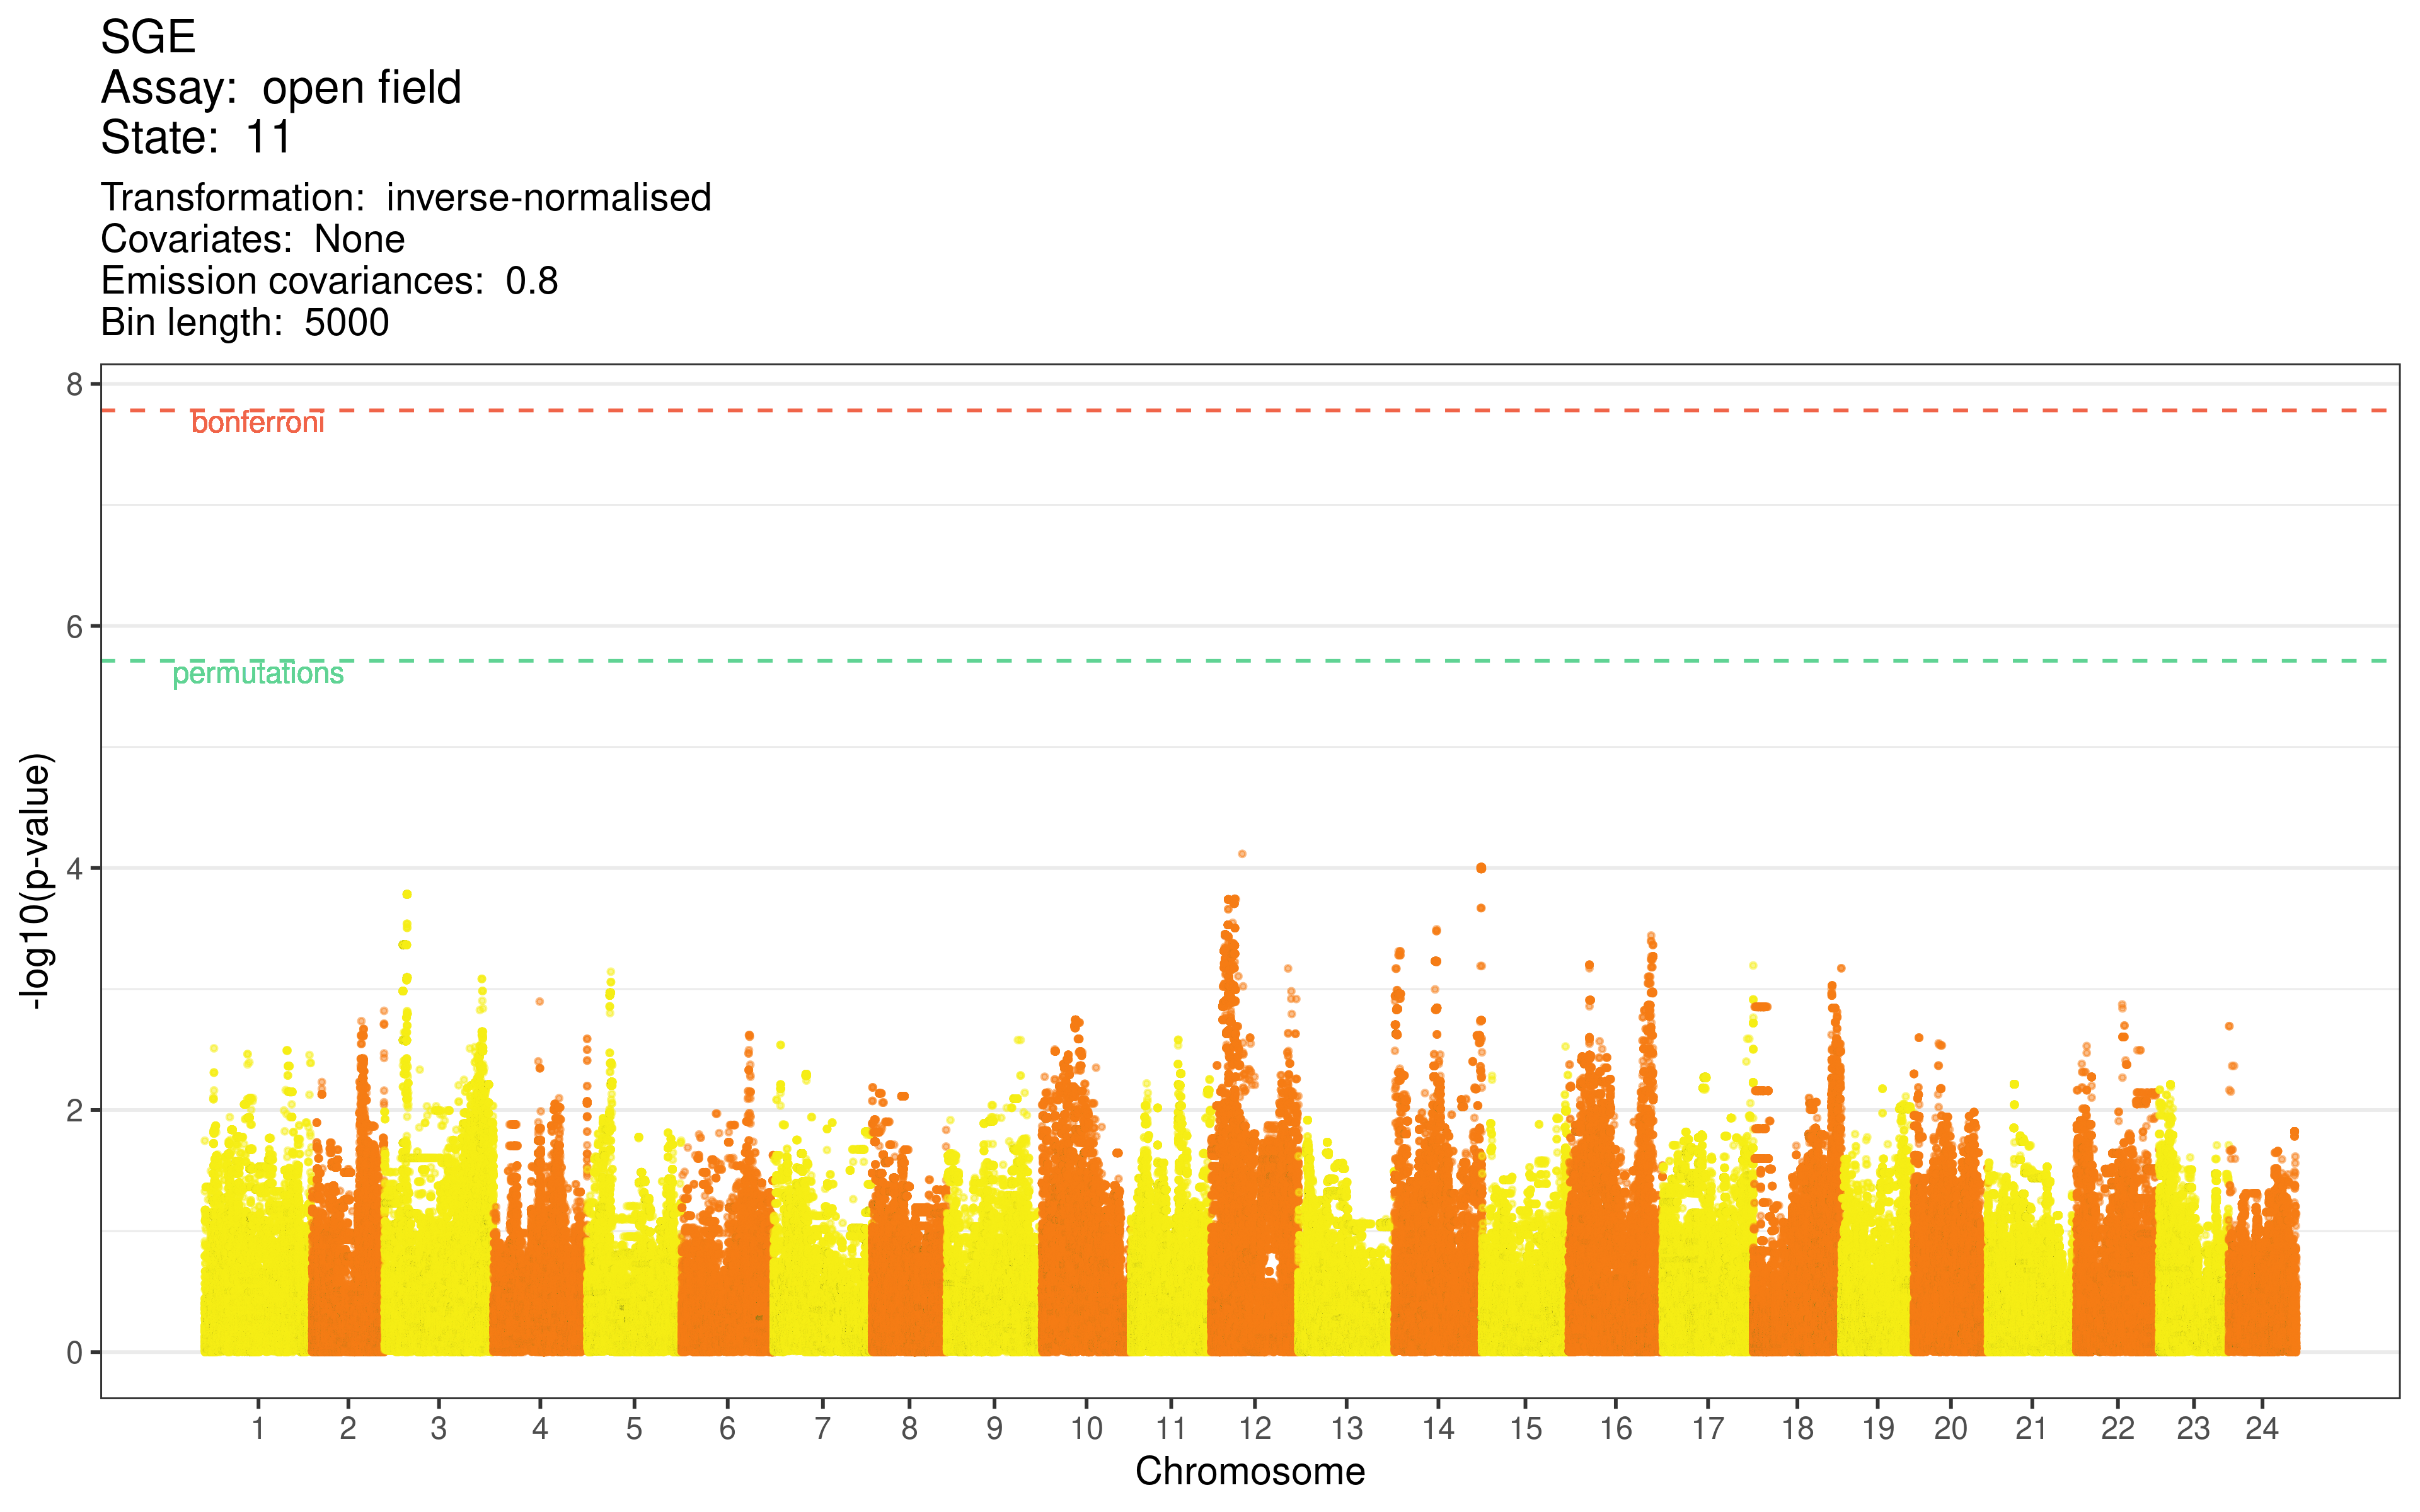 SGE
Assay:  open field
State:  11
Transformation:  inverse-normalised
Covariates:  None
Emission covariances:  0.8
Bin length:  5000
8
bonferroni
6
permutations
4
2
0
-log10(p-value)
1 2 3 4 5 6 7 8 9 10 11 12 13 14 15 16 17 18 19 20 21 22 23 24
Chromosome